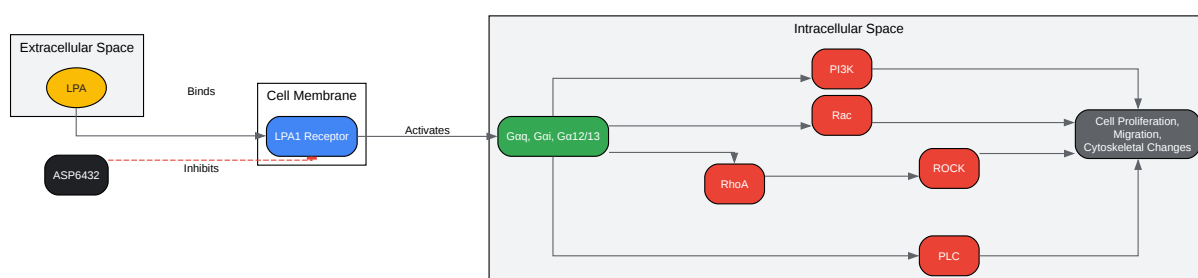 Extracellular Space
LPA
Binds
Cell Membrane
LPA1 Receptor
ASP6432
Inhibits
Activates
Intracellular Space
Gαq, Gαi, Gα12/13
PI3K
Rac
RhoA
ROCK
PLC
Cell Proliferation,
Migration,
Cytoskeletal Changes